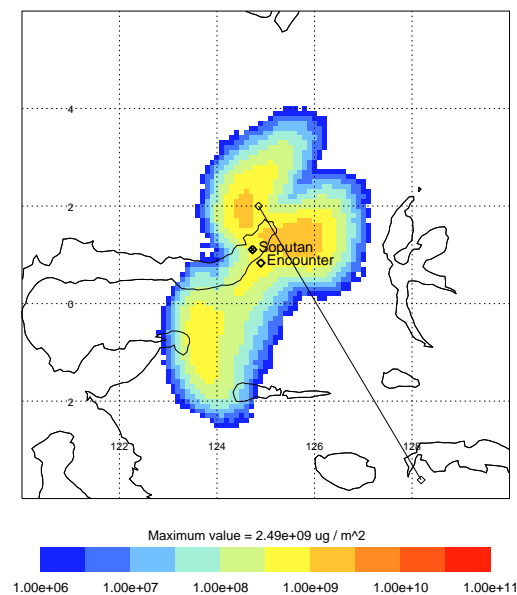 4
2
Soputan
Encounter
0
2
122 124 126 128
Maximum value = 2.49e+09 ug / m^2
1.00e+06 1.00e+07 1.00e+08 1.00e+09 1.00e+10 1.00e+11